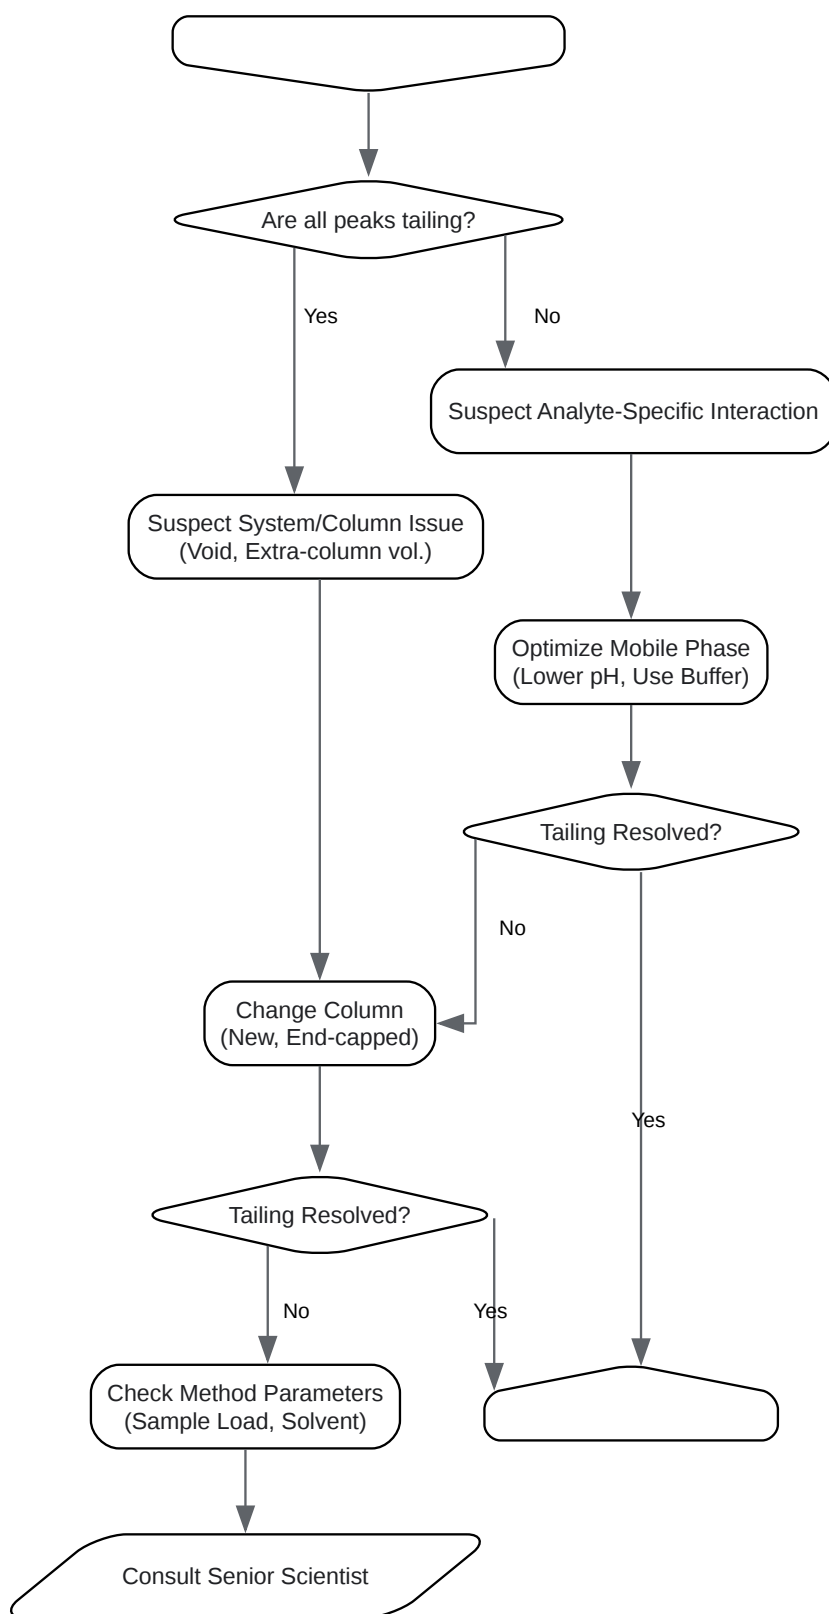 Are all peaks tailing?
Yes
No
Suspect Analyte-Specific Interaction
Suspect System/Column Issue
(Void, Extra-column vol.)
Optimize Mobile Phase
(Lower pH, Use Buffer)
Tailing Resolved?
No
Change Column
(New, End-capped)
Yes
Tailing Resolved?
No
Yes
Check Method Parameters
(Sample Load, Solvent)
Consult Senior Scientist